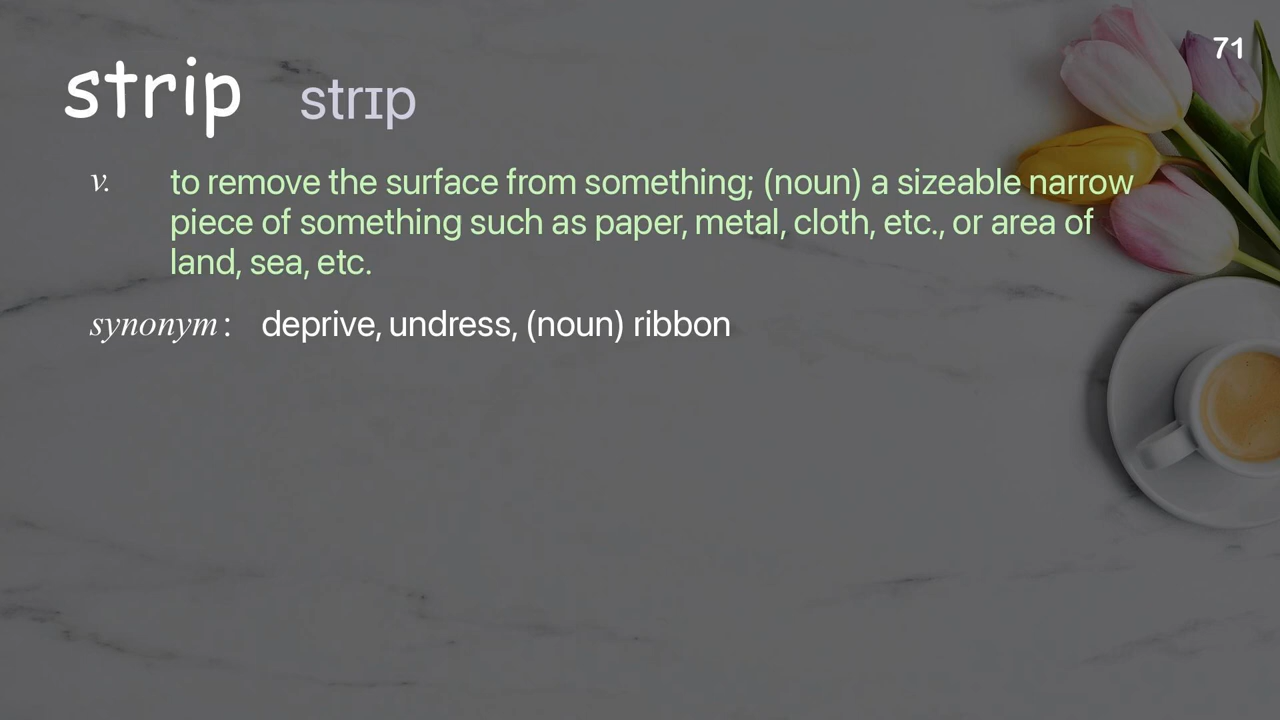 71
strip strɪp
v. to remove the surface from something; (noun) a sizeable narrow
piece of something such as paper, metal, cloth, etc., or area of
land, sea, etc.
synonym: deprive, undress, (noun) ribbon